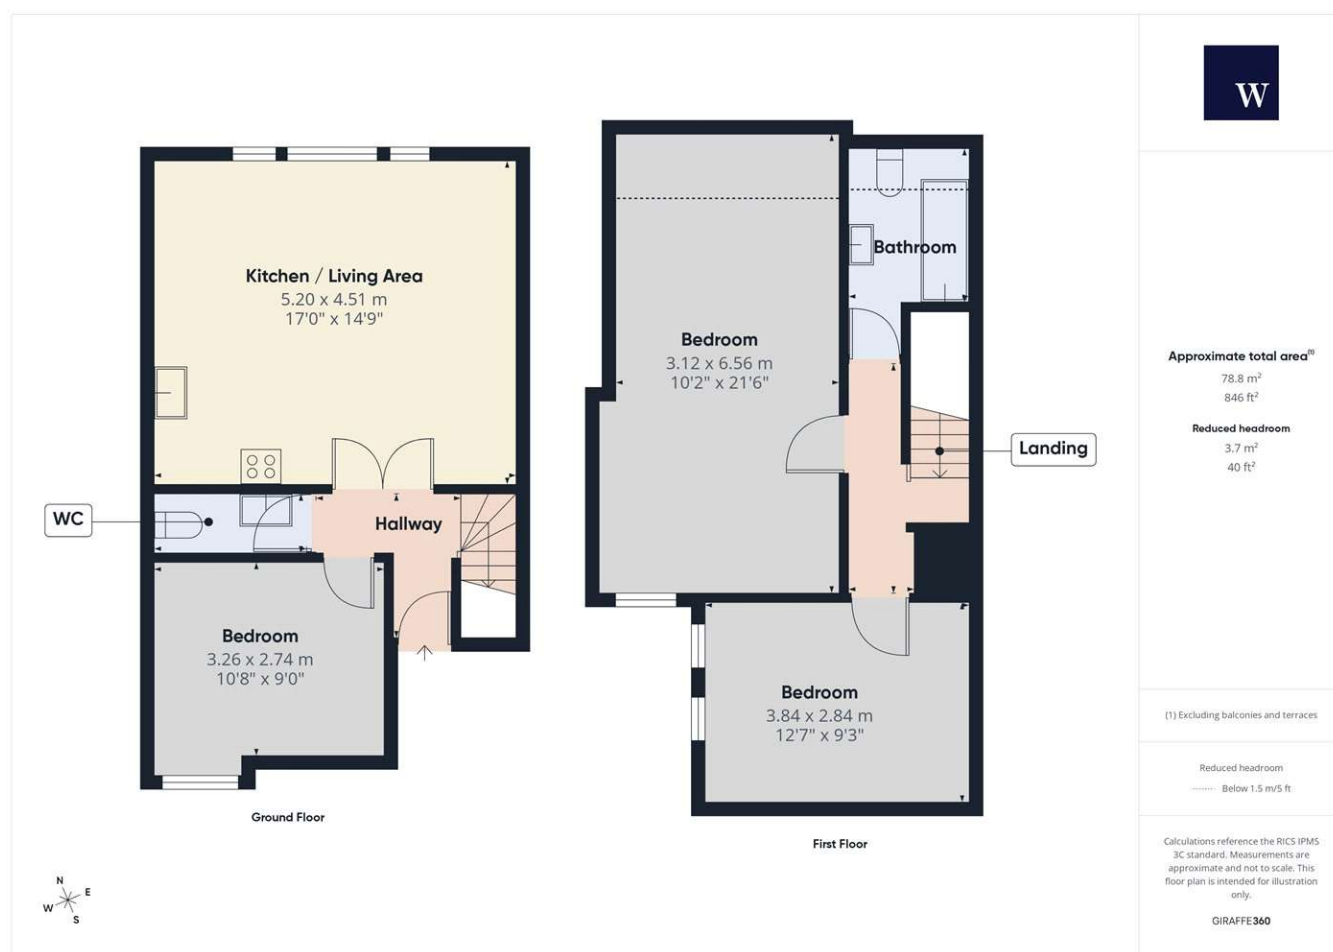 Kitchen / Living Area
5.20 x 4.51 m
17'0" x 14'9"
WC
Hallway
Bedroom
3.26 x 2.74 m
10'8" x 9'0"
Ground Floor
Bedroom
3.12 x 6.56 m
10'2" x 21'6"
Bathroom
Landing
Bedroom
3.84 x 2.84 m
12'7" x 9'3"
First Floor
N
E
W
S
W
Approximate total area(1)
78.8 m²
846 ft²
Reduced headroom
3.7 m²
40 ft²
(1) Excluding balconies and terraces
Reduced headroom
Below 1.5 m/5 ft
Calculations reference the RICS IPMS
3C standard. Measurements are
approximate and not to scale. This
floor plan is intended for illustration
only.
GIRAFFE360